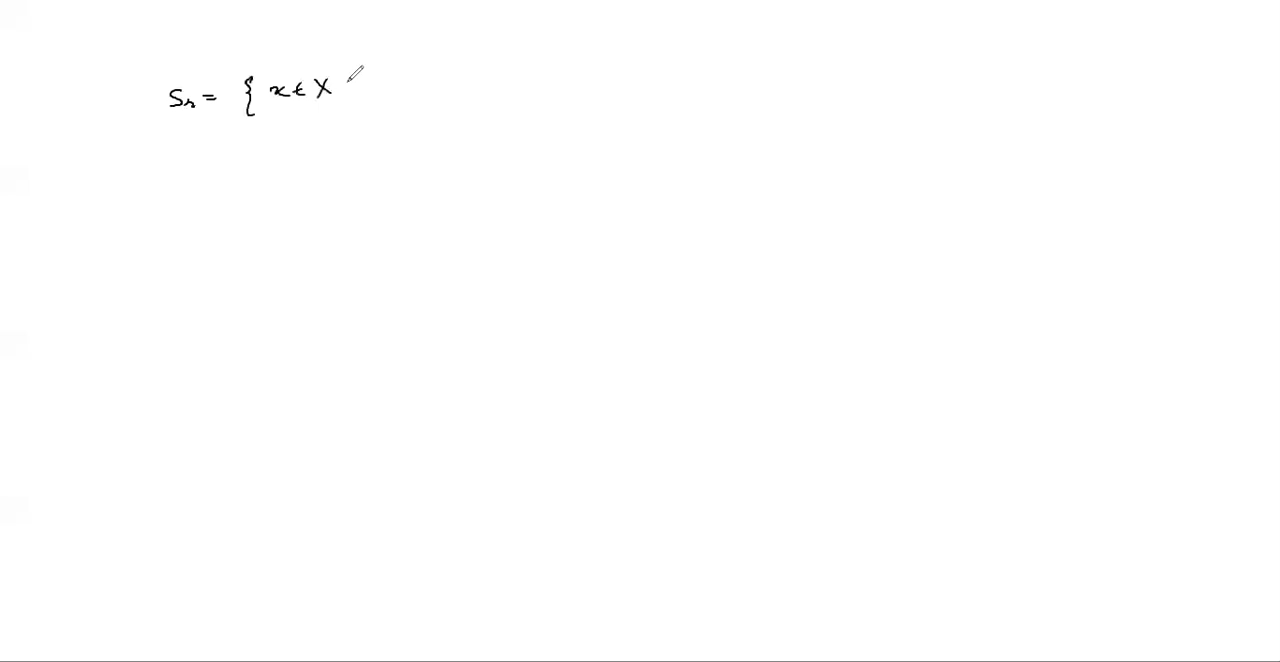 Sₙ = { x ∈ X